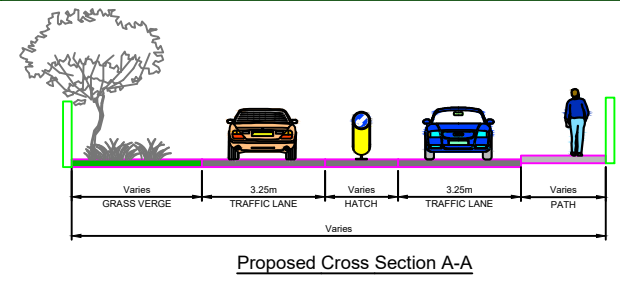 Varies 3.25m Varies 3.25m Varies
GRASS VERGE TRAFFIC LANE HATCH TRAFFIC LANE PATH
Varies
Proposed Cross Section A-A